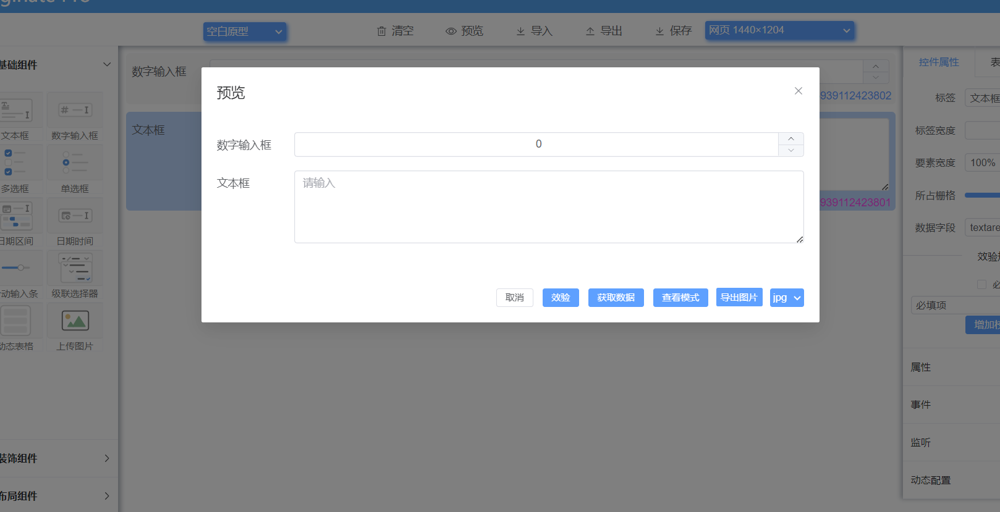 空白原型
清空
预览
导入
导出
保存
网页 1440×1204
基础组件
文本框
数字输入框
多选框
单选框
日期区间
日期时间
动输入条
级联选择器
动态表格
上传图片
装饰组件
布局组件
数字输入框
939112423802
文本框
939112423801
预览
数字输入框
0
文本框
请输入
取消
效验
获取数据
查看模式
导出图片
jpg
控件属性
表
标签
文本框
标签宽度
要素宽度
100%
所占栅格
数据字段
textare
效验
必
必填项
增加
属性
事件
监听
动态配置